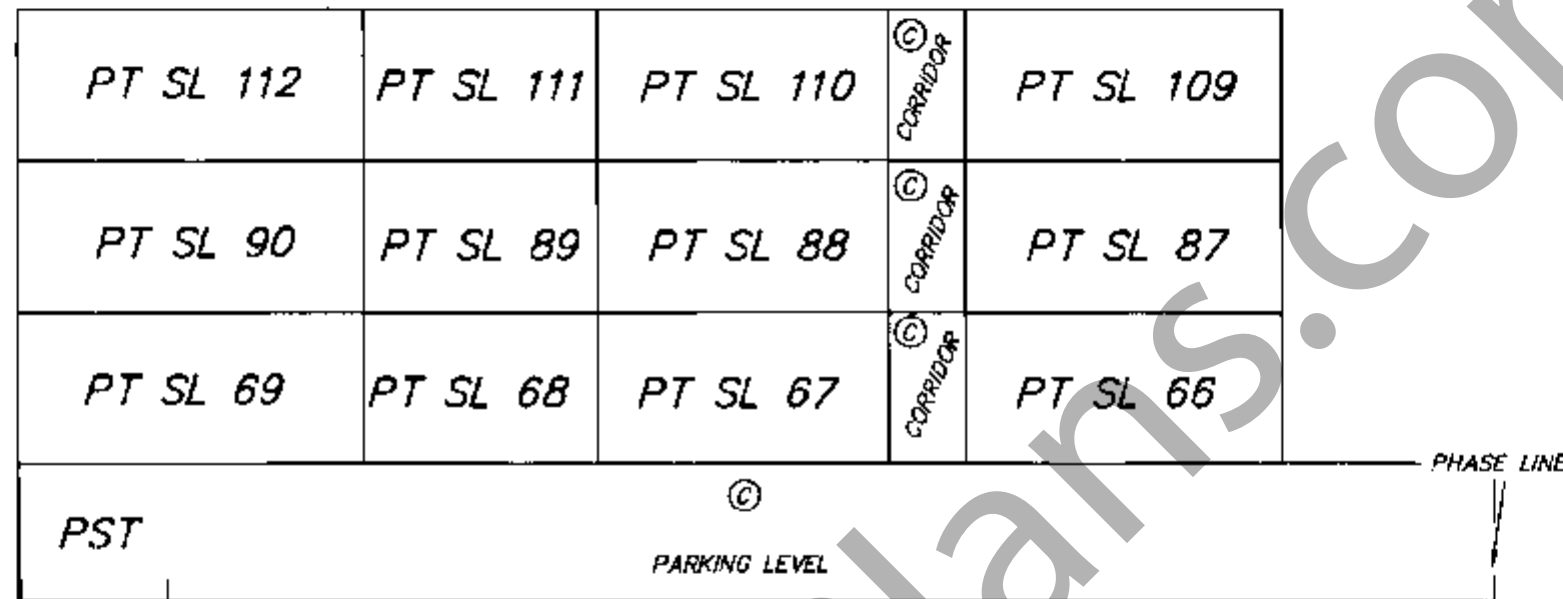 PT SL 112 PT SL 111 PT SL 110 © CORRIDOR PT SL 109
PT SL 90 PT SL 89 PT SL 88 © CORRIDOR PT SL 87
PT SL 69 PT SL 68 PT SL 67 © CORRIDOR PT SL 66
PHASE LINE
©
PST
PARKING LEVEL
lans.co